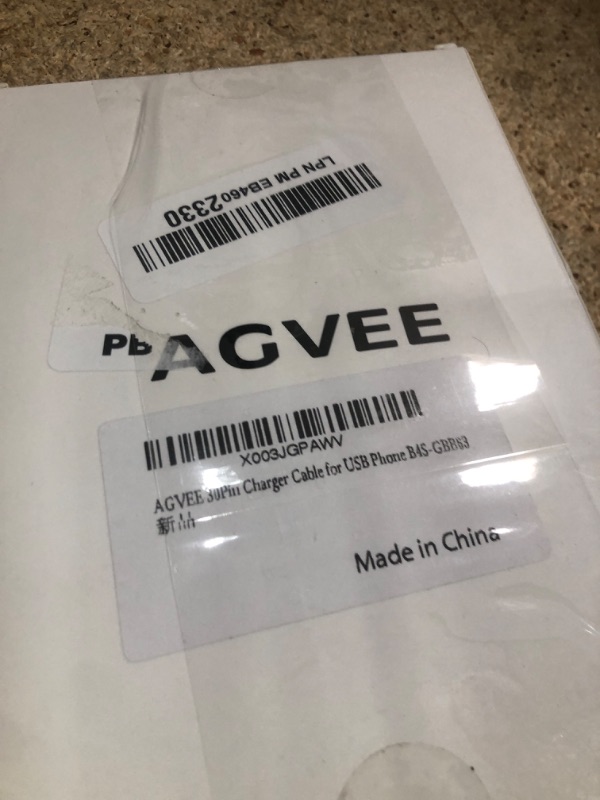 LPN PM EB4602330
PB
AGVEE
X003JGPAWV
AGVEE 30Pin Charger Cable for USB Phone B4S-GBB83
新品
Made in China